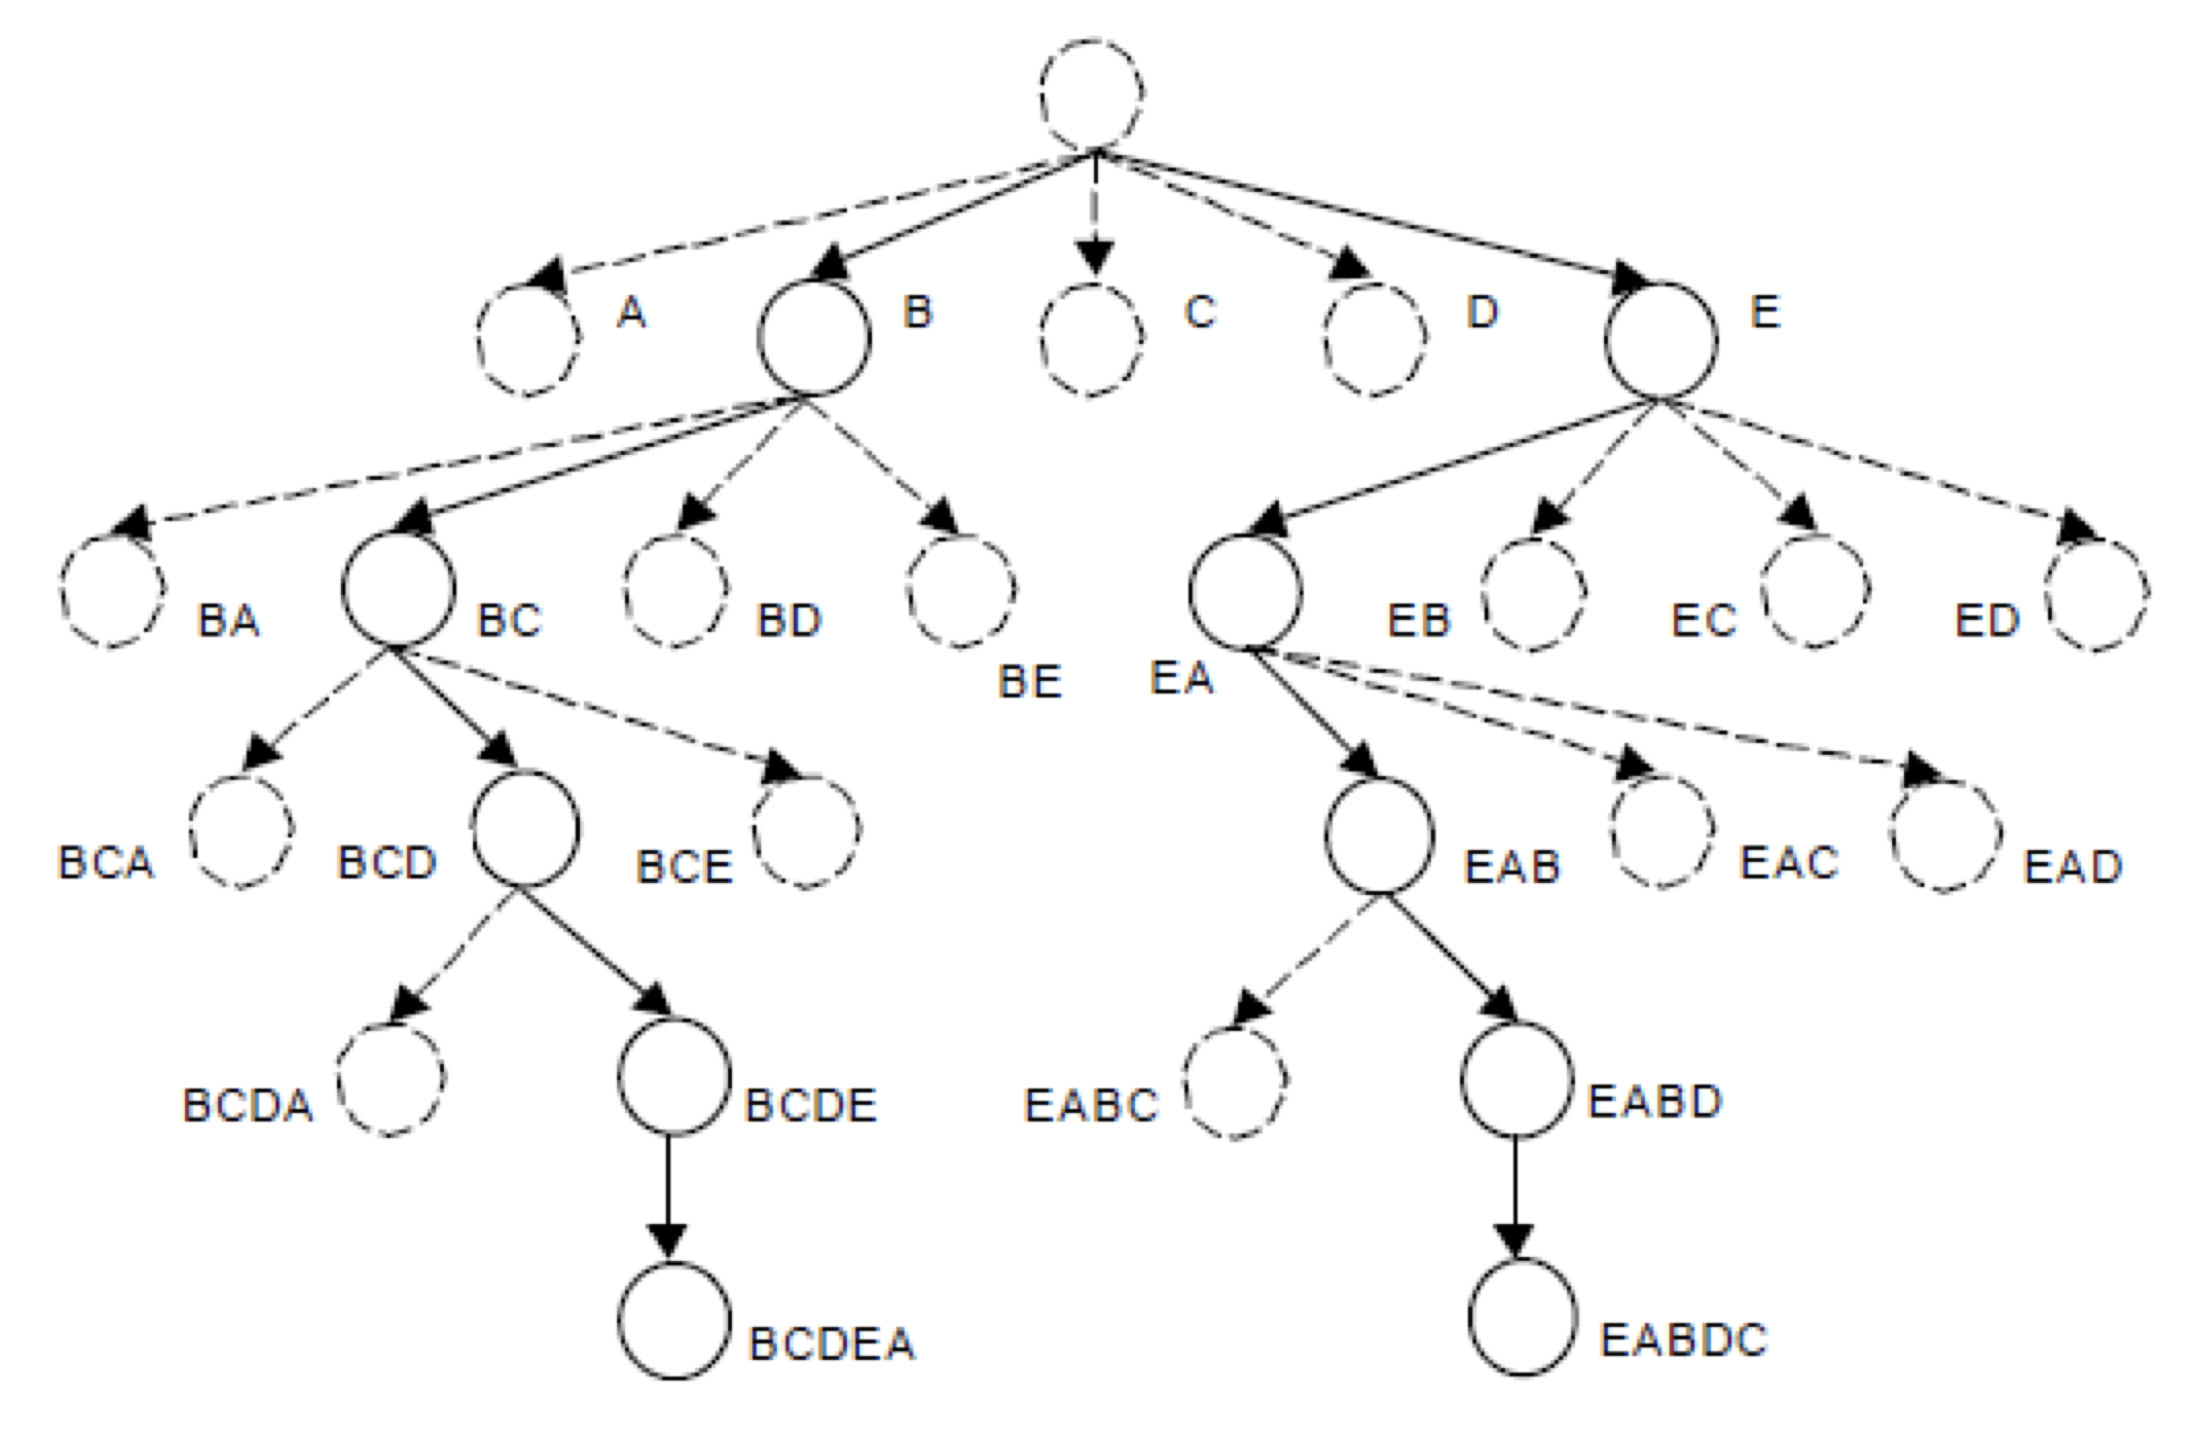 A B C D E
BA BC BD BE EA EB EC ED
BCA BCD BCE EAB EAC EAD
BCDA BCDE EABC EABD
BCDEA EABDC